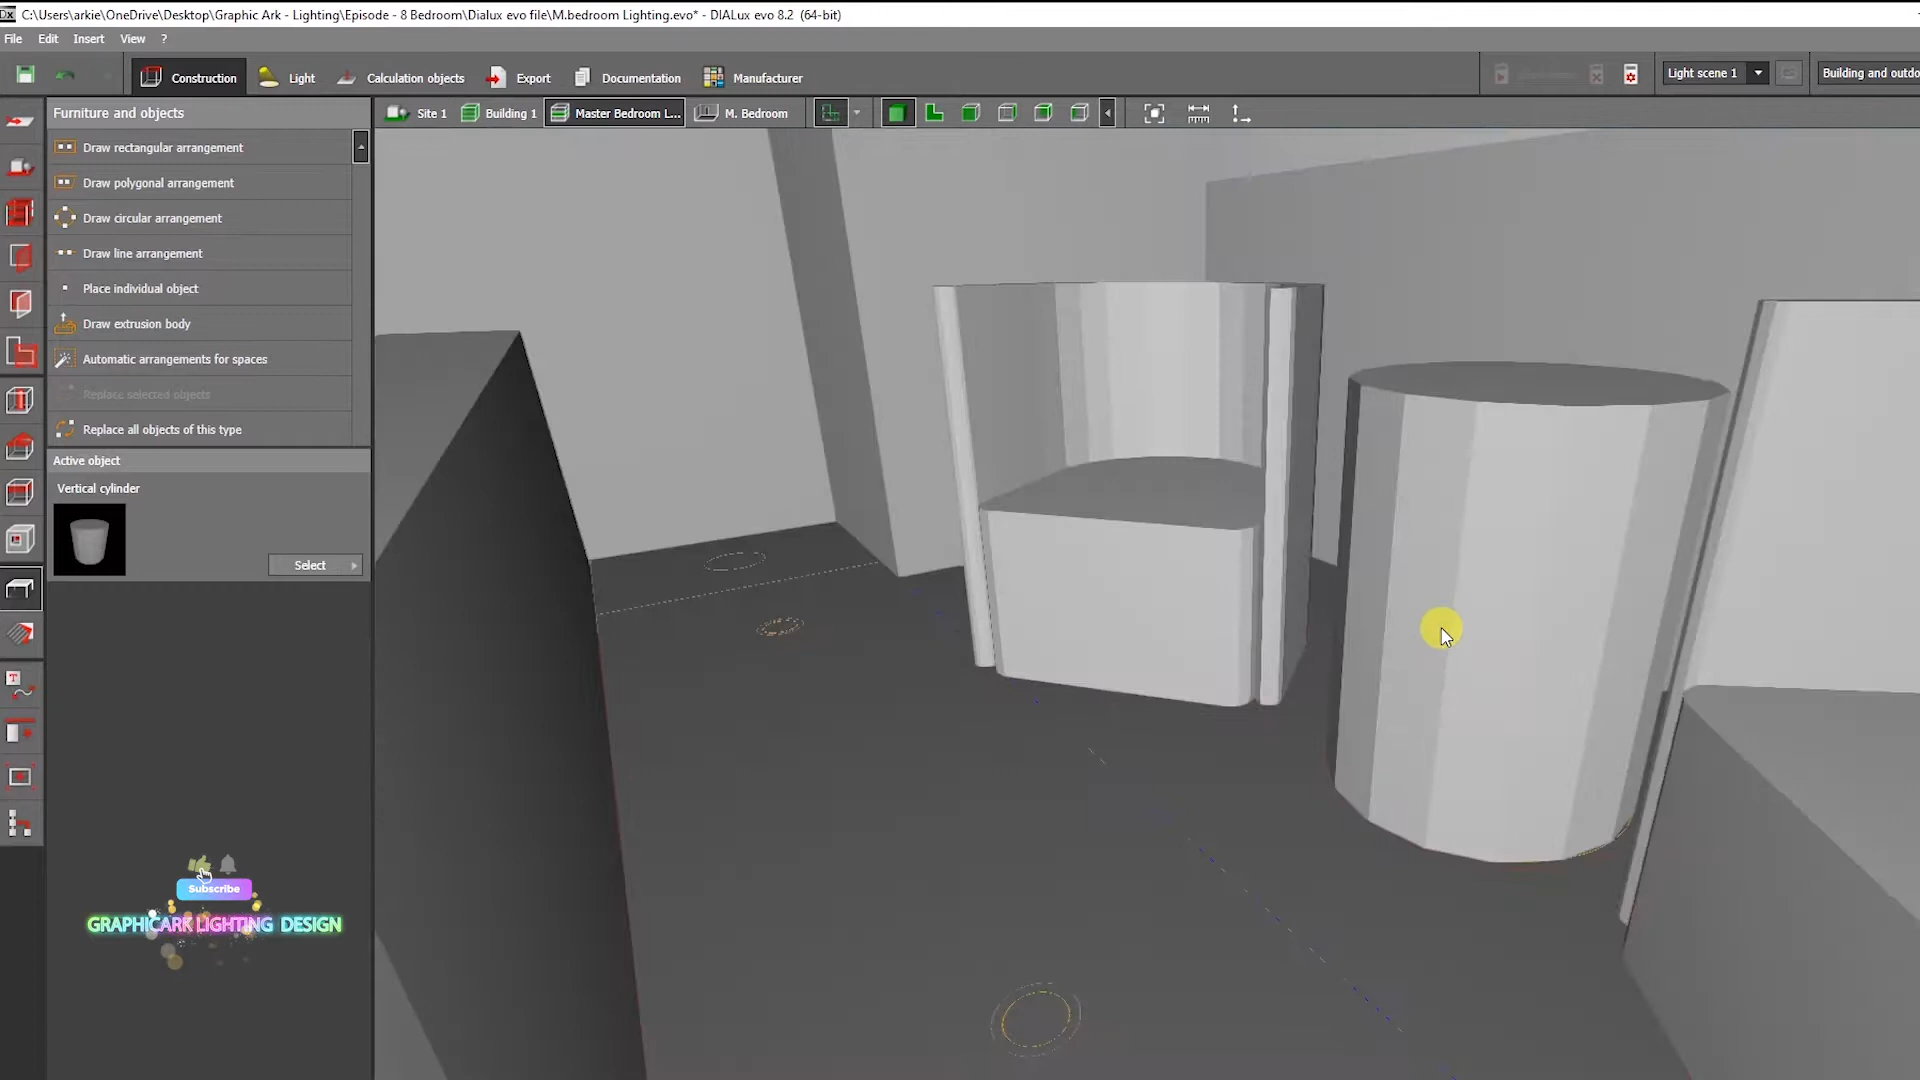 Dx C:\Users\arkie\OneDrive\Desktop\Graphic Ark - Lighting\Episode - 8 Bedroom\Dialux evo file\M.bedroom Lighting.evo* - DIALux evo 8.2 (64-bit)
File Edit Insert View ?
Construction Light Calculation objects Export Documentation Manufacturer Light scene 1 Building and outdo
Furniture and objects
Site 1 Building 1 Master Bedroom L... M. Bedroom
Draw rectangular arrangement
Draw polygonal arrangement
Draw circular arrangement
Draw line arrangement
Place individual object
Draw extrusion body
Automatic arrangements for spaces
Replace selected objects
Replace all objects of this type
Active object
Vertical cylinder
Select
Subscribe
GRAPHICARK LIGHTING DESIGN